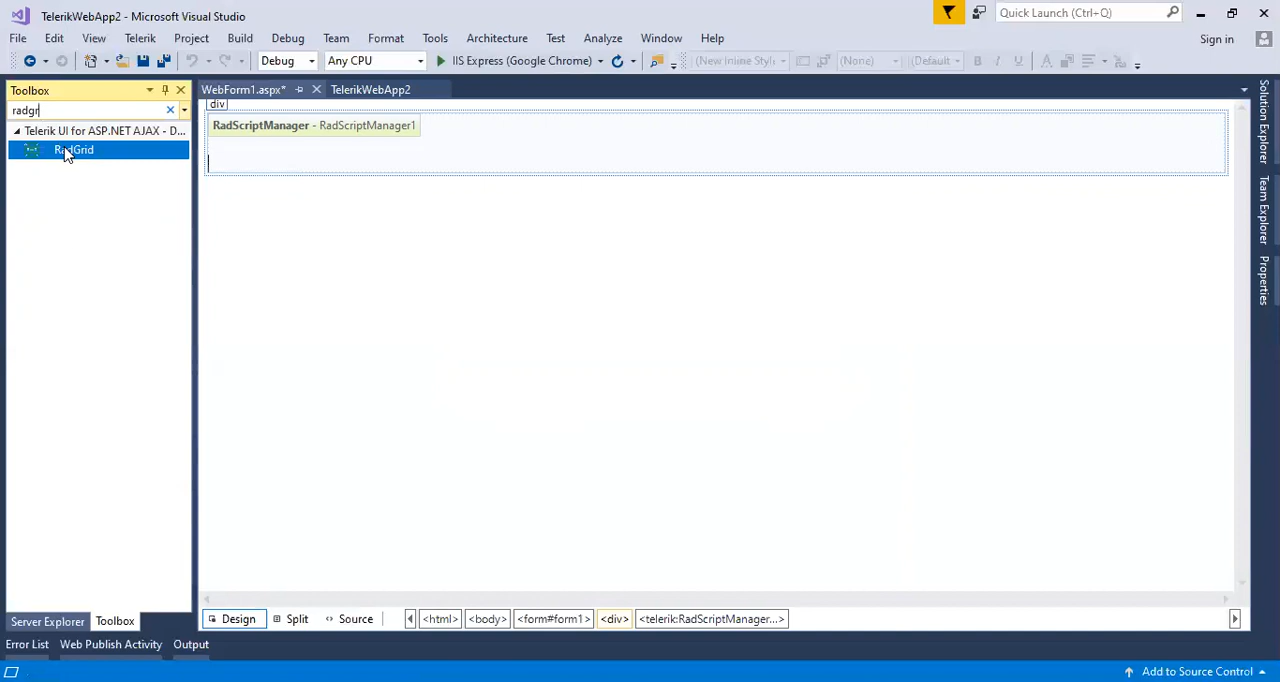 TelerikWebApp2 - Microsoft Visual Studio
Quick Launch (Ctrl+Q)
File Edit View Telerik Project Build Debug Team Format Tools Architecture Test Analyze Window Help
Sign in
Debug Any CPU IIS Express (Google Chrome) (New Inline Style (None) (Default B I U A
Toolbox
WebForm1.aspx* TelerikWebApp2
radgr
div
Telerik UI for ASP.NET AJAX - D...
RadScriptManager - RadScriptManager1
RadGrid
Solution Explorer
Team Explorer
Properties
Design Split Source <html> <body> <form#form1> <div> <telerik:RadScriptManager...>
Server Explorer Toolbox
Error List Web Publish Activity Output
Add to Source Control